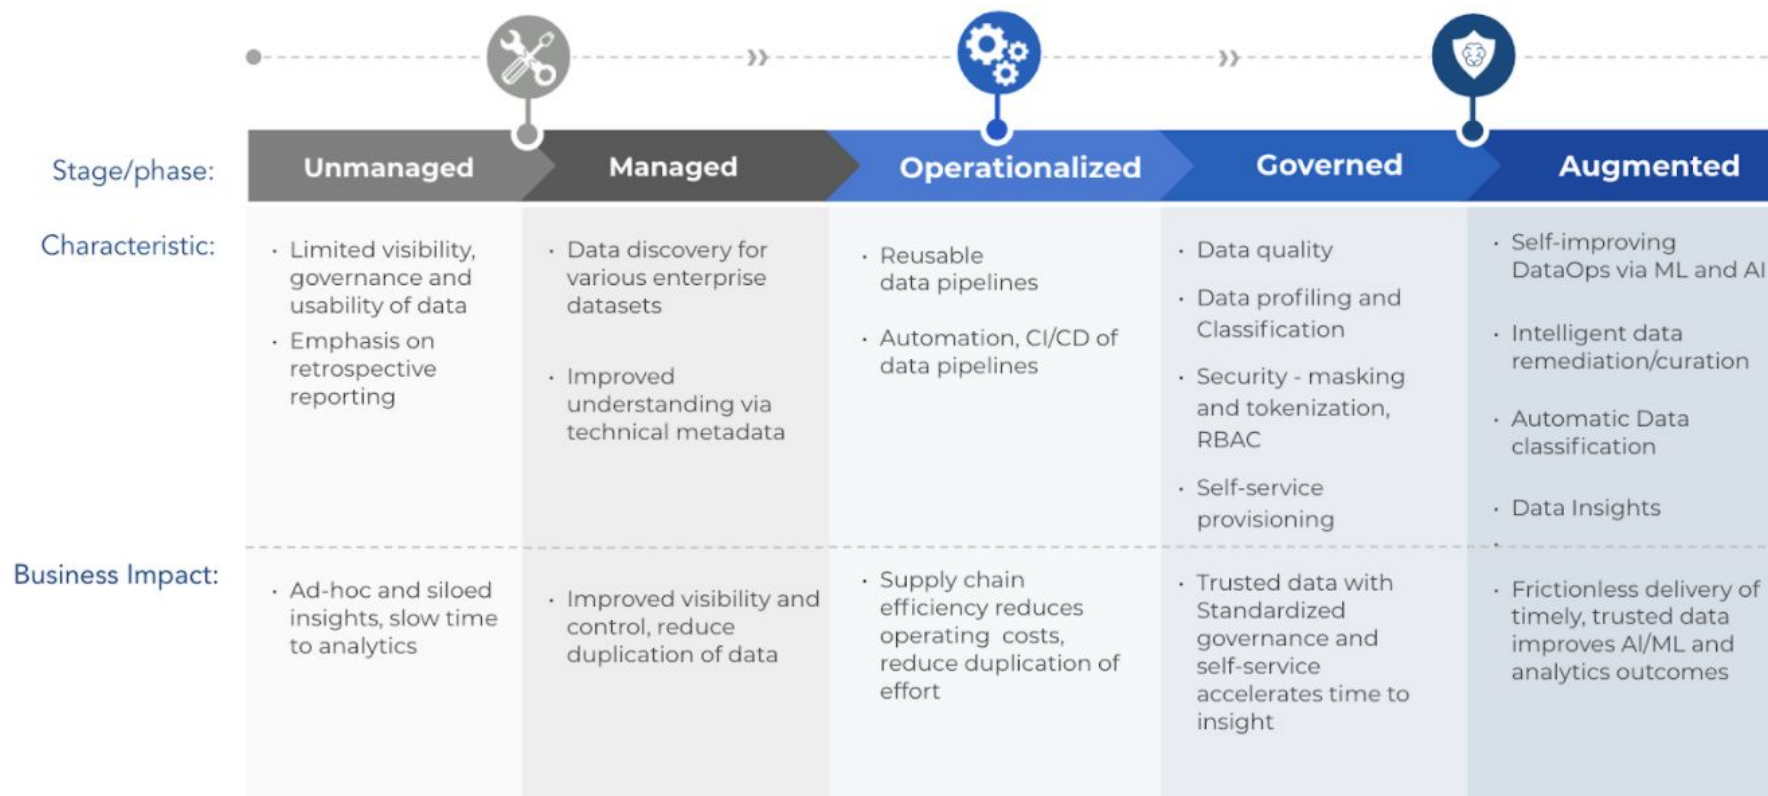 Stage/phase:
Unmanaged
Managed
Operationalized
Governed
Augmented
Characteristic:
· Limited visibility,
governance and
usability of data
· Emphasis on
retrospective
reporting
· Data discovery for
various enterprise
datasets
· Improved
understanding via
technical metadata
· Reusable
data pipelines
· Automation, CI/CD of
data pipelines
· Data quality
· Data profiling and
Classification
· Security - masking
and tokenization,
RBAC
· Self-service
provisioning
· Self-improving
DataOps via ML and AI
· Intelligent data
remediation/curation
· Automatic Data
classification
· Data Insights
·
Business Impact:
· Ad-hoc and siloed
insights, slow time
to analytics
· Improved visibility and
control, reduce
duplication of data
· Supply chain
efficiency reduces
operating costs,
reduce duplication of
effort
· Trusted data with
Standardized
governance and
self-service
accelerates time to
insight
· Frictionless delivery of
timely, trusted data
improves AI/ML and
analytics outcomes